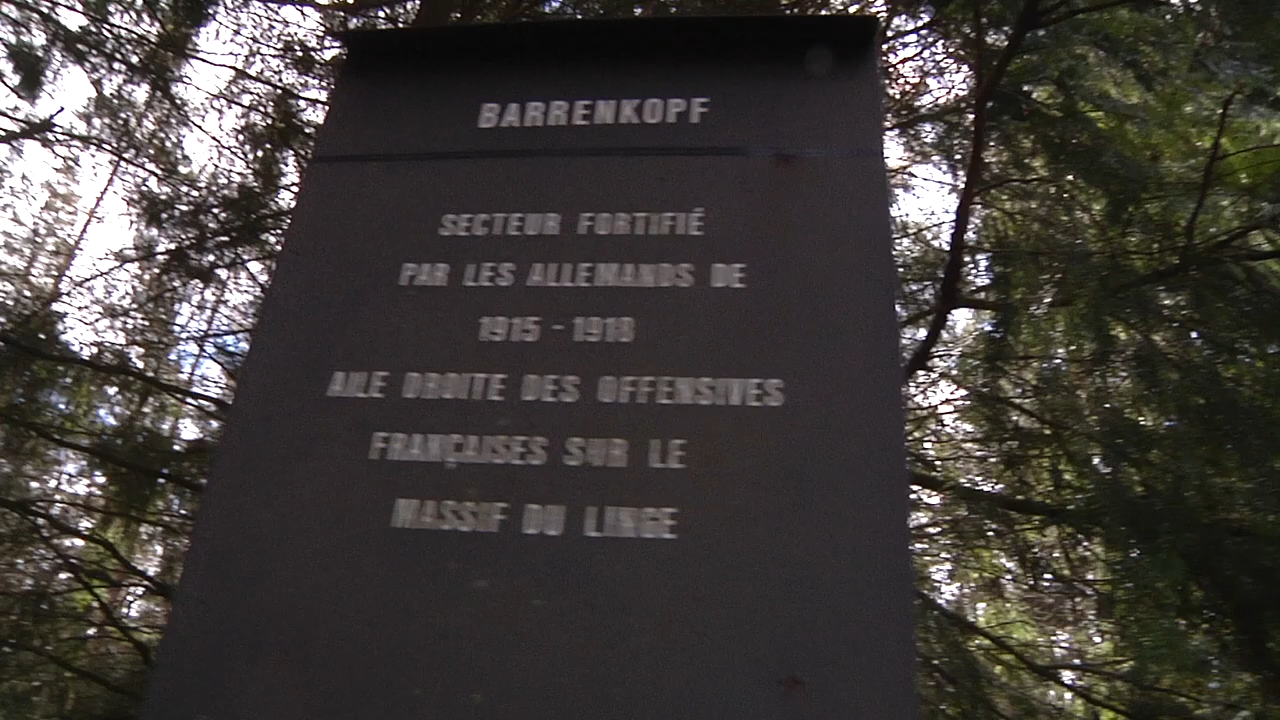 BARRENKOPF
SECTEUR FORTIFIÉ
PAR LES ALLEMANDS DE
1915 - 1918
AILE DROITE DES OFFENSIVES
FRANÇAISES SUR LE
MASSIF DU LINGE